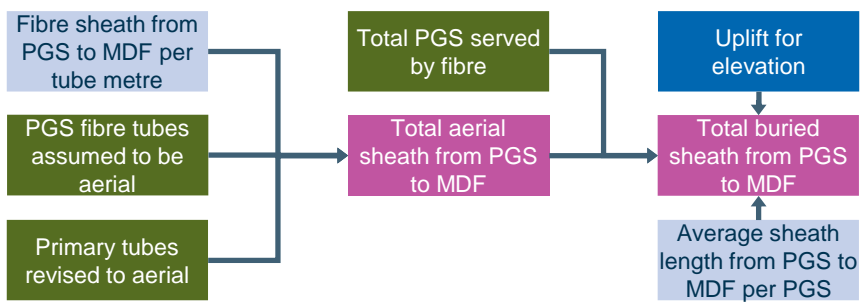 Fibre sheath from
PGS to MDF per
tube metre
Total PGS served
by fibre
Uplift for
elevation
PGS fibre tubes
assumed to be
aerial
Total aerial
sheath from PGS
to MDF
Total buried
sheath from PGS
to MDF
Primary tubes
revised to aerial
Average sheath
length from PGS to
MDF per PGS